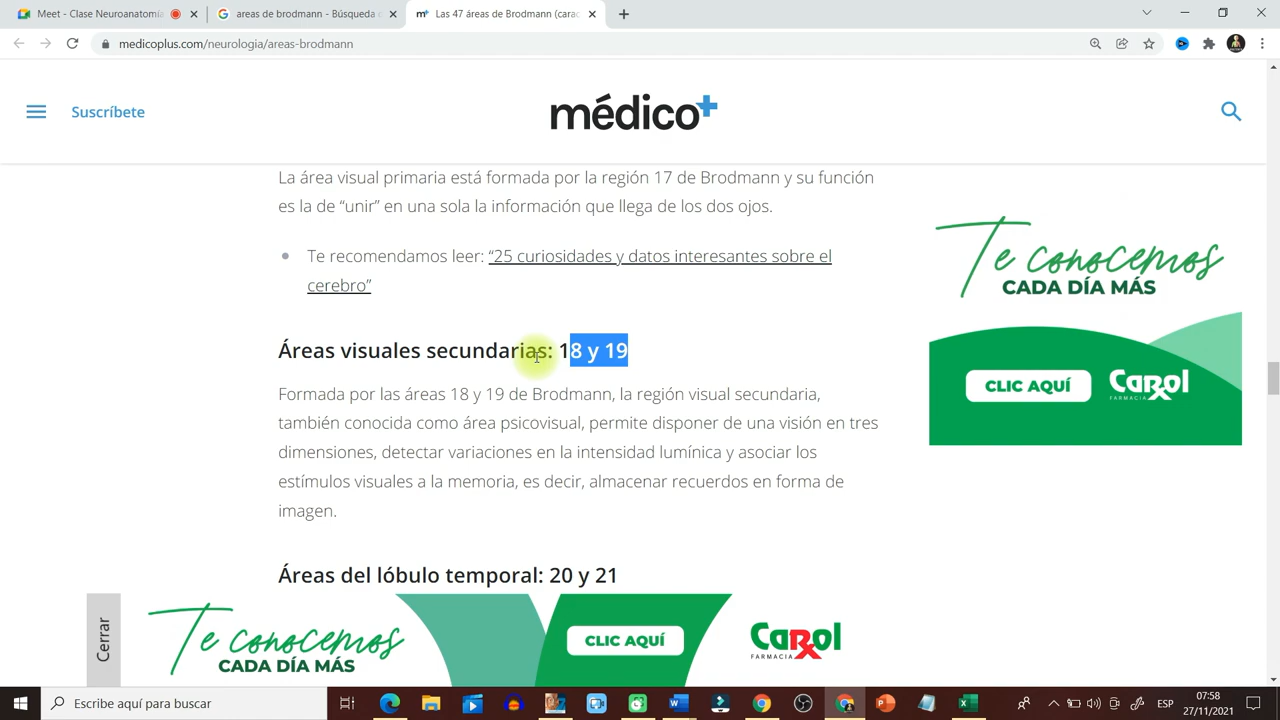 Meet - Clase Neuroanatomía
areas de brodmann - Búsqueda
Las 47 áreas de Brodmann (carac
medicoplus.com/neurologia/areas-brodmann
Suscríbete
médico+
La área visual primaria está formada por la región 17 de Brodmann y su función
es la de “unir” en una sola la información que llega de los dos ojos.
Te recomendamos leer: “25 curiosidades y datos interesantes sobre el
cerebro”
Te conocemos
CADA DÍA MÁS
CLIC AQUÍ
Carol
FARMACIA
Áreas visuales secundarias: 18 y 19
Formada por las áreas 18 y 19 de Brodmann, la región visual secundaria,
también conocida como área psicovisual, permite disponer de una visión en tres
dimensiones, detectar variaciones en la intensidad lumínica y asociar los
estímulos visuales a la memoria, es decir, almacenar recuerdos en forma de
imagen.
Áreas del lóbulo temporal: 20 y 21
Cerrar
Te conocemos
CADA DÍA MÁS
CLIC AQUÍ
Carol
FARMACIA
Escribe aquí para buscar
ESP
07:58
27/11/2021